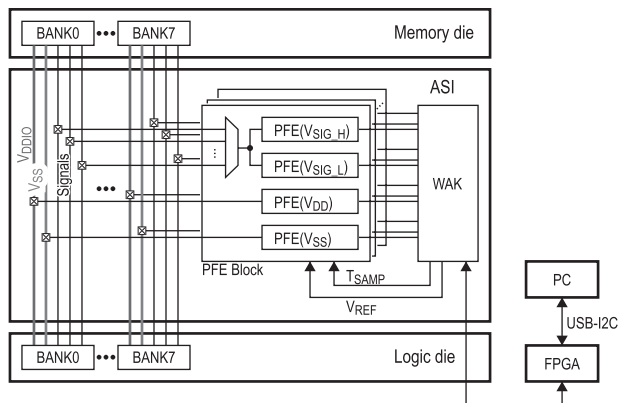 BANK0 ••• BANK7 Memory die
ASI
VDDIO
VSS
Signals
•••
PFE(VSIG_H)
PFE(VSIG_L)
PFE(VDD)
PFE(VSS)
WAK
PFE Block
TSAMP
VREF
BANK0 ••• BANK7 Logic die
PC
USB-I2C
FPGA